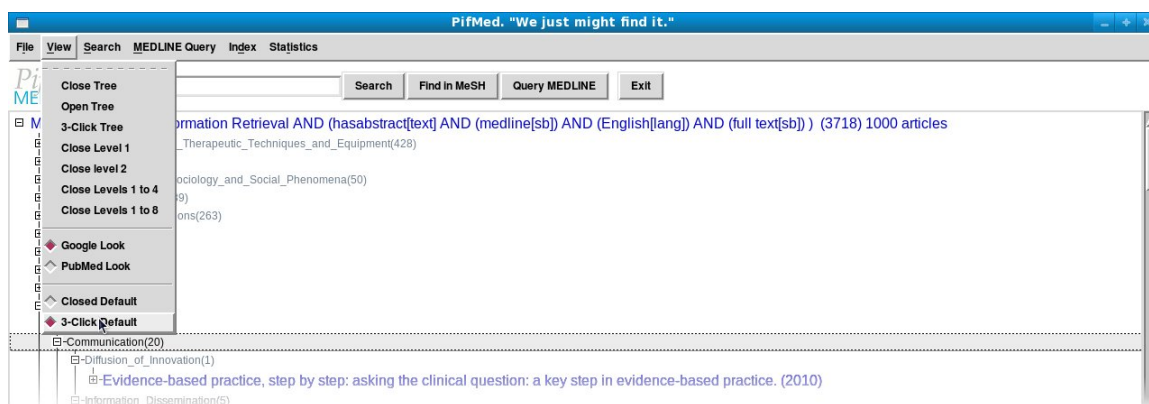 PifMed. "We just might find it."
File View Search MEDLINE Query Index Statistics
Pi
ME
Search Find in MeSH Query MEDLINE Exit
Close Tree
Open Tree
3-Click Tree
Close Level 1
Close level 2
Close Levels 1 to 4
Close Levels 1 to 8
Google Look
PubMed Look
Closed Default
3-Click Default
M
ormation Retrieval AND (hasabstract[text] AND (medline[sb]) AND (English[lang]) AND (full text[sb]) ) (3718) 1000 articles
_Therapeutic_Techniques_and_Equipment(428)
ociology_and_Social_Phenomena(50)
9)
ons(263)
Communication(20)
Diffusion_of_Innovation(1)
Evidence-based practice, step by step: asking the clinical question: a key step in evidence-based practice. (2010)
Information_Dissemination(5)